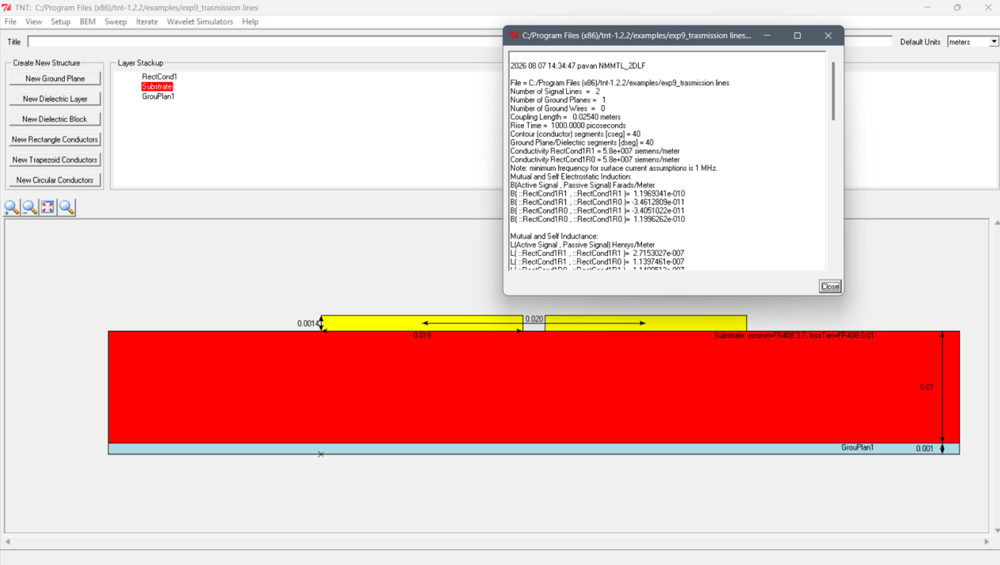 TNT: C:/Program Files (x86)/tnt-1.2.2/examples/exp9_trasmission lines
File View Setup BEM Sweep Iterate Wavelet Simulators Help
Title
Default Units meters
Create New Structure
New Ground Plane
New Dielectric Layer
New Dielectric Block
New Rectangle Conductors
New Trapezoid Conductors
New Circular Conductors
Layer Stackup
RectCond1
Substrate
GrouPlan1
C:/Program Files (x86)/tnt-1.2.2/examples/exp9_trasmission lines...
2026 08 07 14:34:47 pavan NMMTL_2DLF
File = C:/Program Files (x86)/tnt-1.2.2/examples/exp9_trasmission lines
Number of Signal Lines = 2
Number of Ground Planes = 1
Number of Ground Wires = 0
Coupling Length = 0.02540 meters
Rise Time = 1000.0000 picoseconds
Contour (conductor) segments [cseg] = 40
Ground Plane/Dielectric segments [dseg] = 40
Conductivity RectCond1R1 = 5.8e+007 siemens/meter
Conductivity RectCond1R0 = 5.8e+007 siemens/meter
Note: minimum frequency for surface current assumptions is 1 MHz.
Mutual and Self Electrostatic Induction:
B(Active Signal , Passive Signal) Farads/Meter
B( ::RectCond1R1 , ::RectCond1R1 )= 1.1969341e-010
B( ::RectCond1R1 , ::RectCond1R0 )= -3.4612809e-011
B( ::RectCond1R0 , ::RectCond1R1 )= -3.4051022e-011
B( ::RectCond1R0 , ::RectCond1R0 )= 1.1996262e-010
Mutual and Self Inductance:
L(Active Signal , Passive Signal) Henrys/Meter
L( ::RectCond1R1 , ::RectCond1R1 )= 2.7153027e-007
L( ::RectCond1R1 , ::RectCond1R0 )= 1.1397461e-007
Close
0.0014
0.020
0.018
Substrate: econst=FR408 3.7, lossTan=FR408 0.01
0.01
GrouPlan1
0.001